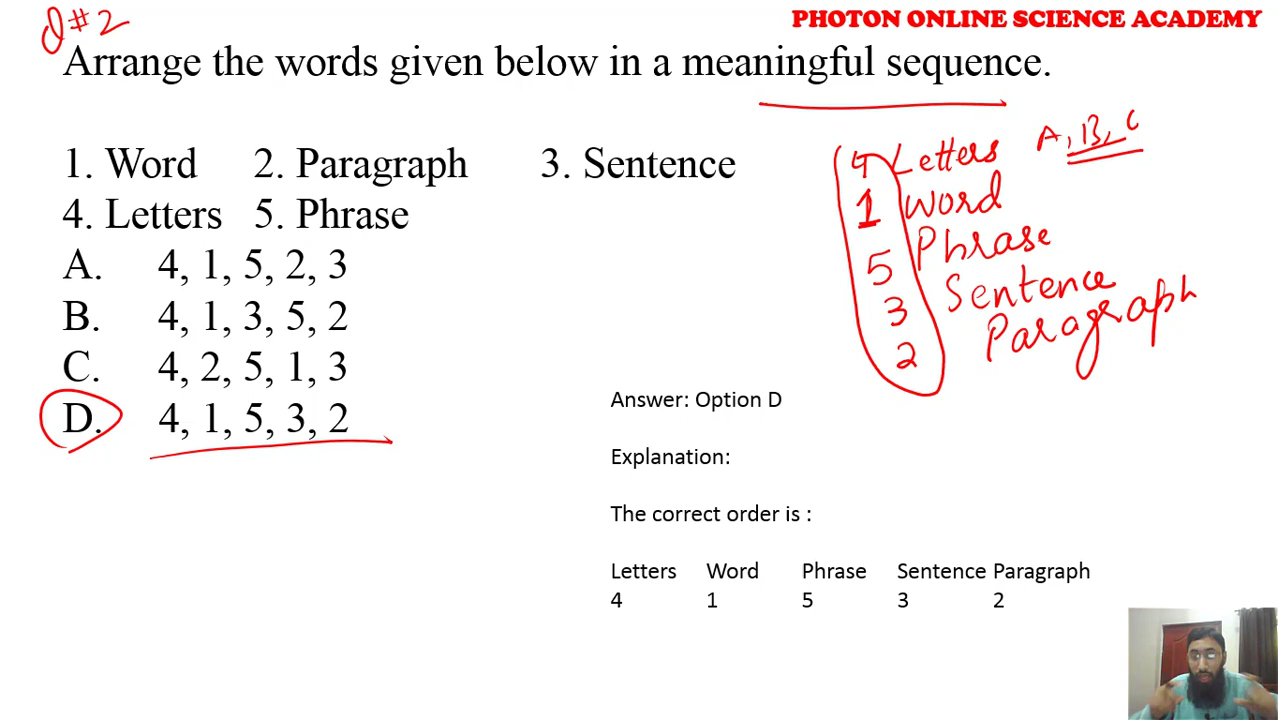 PHOTON ONLINE SCIENCE ACADEMY
Q#2
Arrange the words given below in a meaningful sequence.
1. Word 2. Paragraph 3. Sentence
4. Letters 5. Phrase
A. 4, 1, 5, 2, 3
B. 4, 1, 3, 5, 2
C. 4, 2, 5, 1, 3
D. 4, 1, 5, 3, 2
4 Letters A, B, C
1 Word
5 Phrase
3 Sentence
2 Paragraph
Answer: Option D
Explanation:
The correct order is :
Letters Word Phrase Sentence Paragraph
4 1 5 3 2